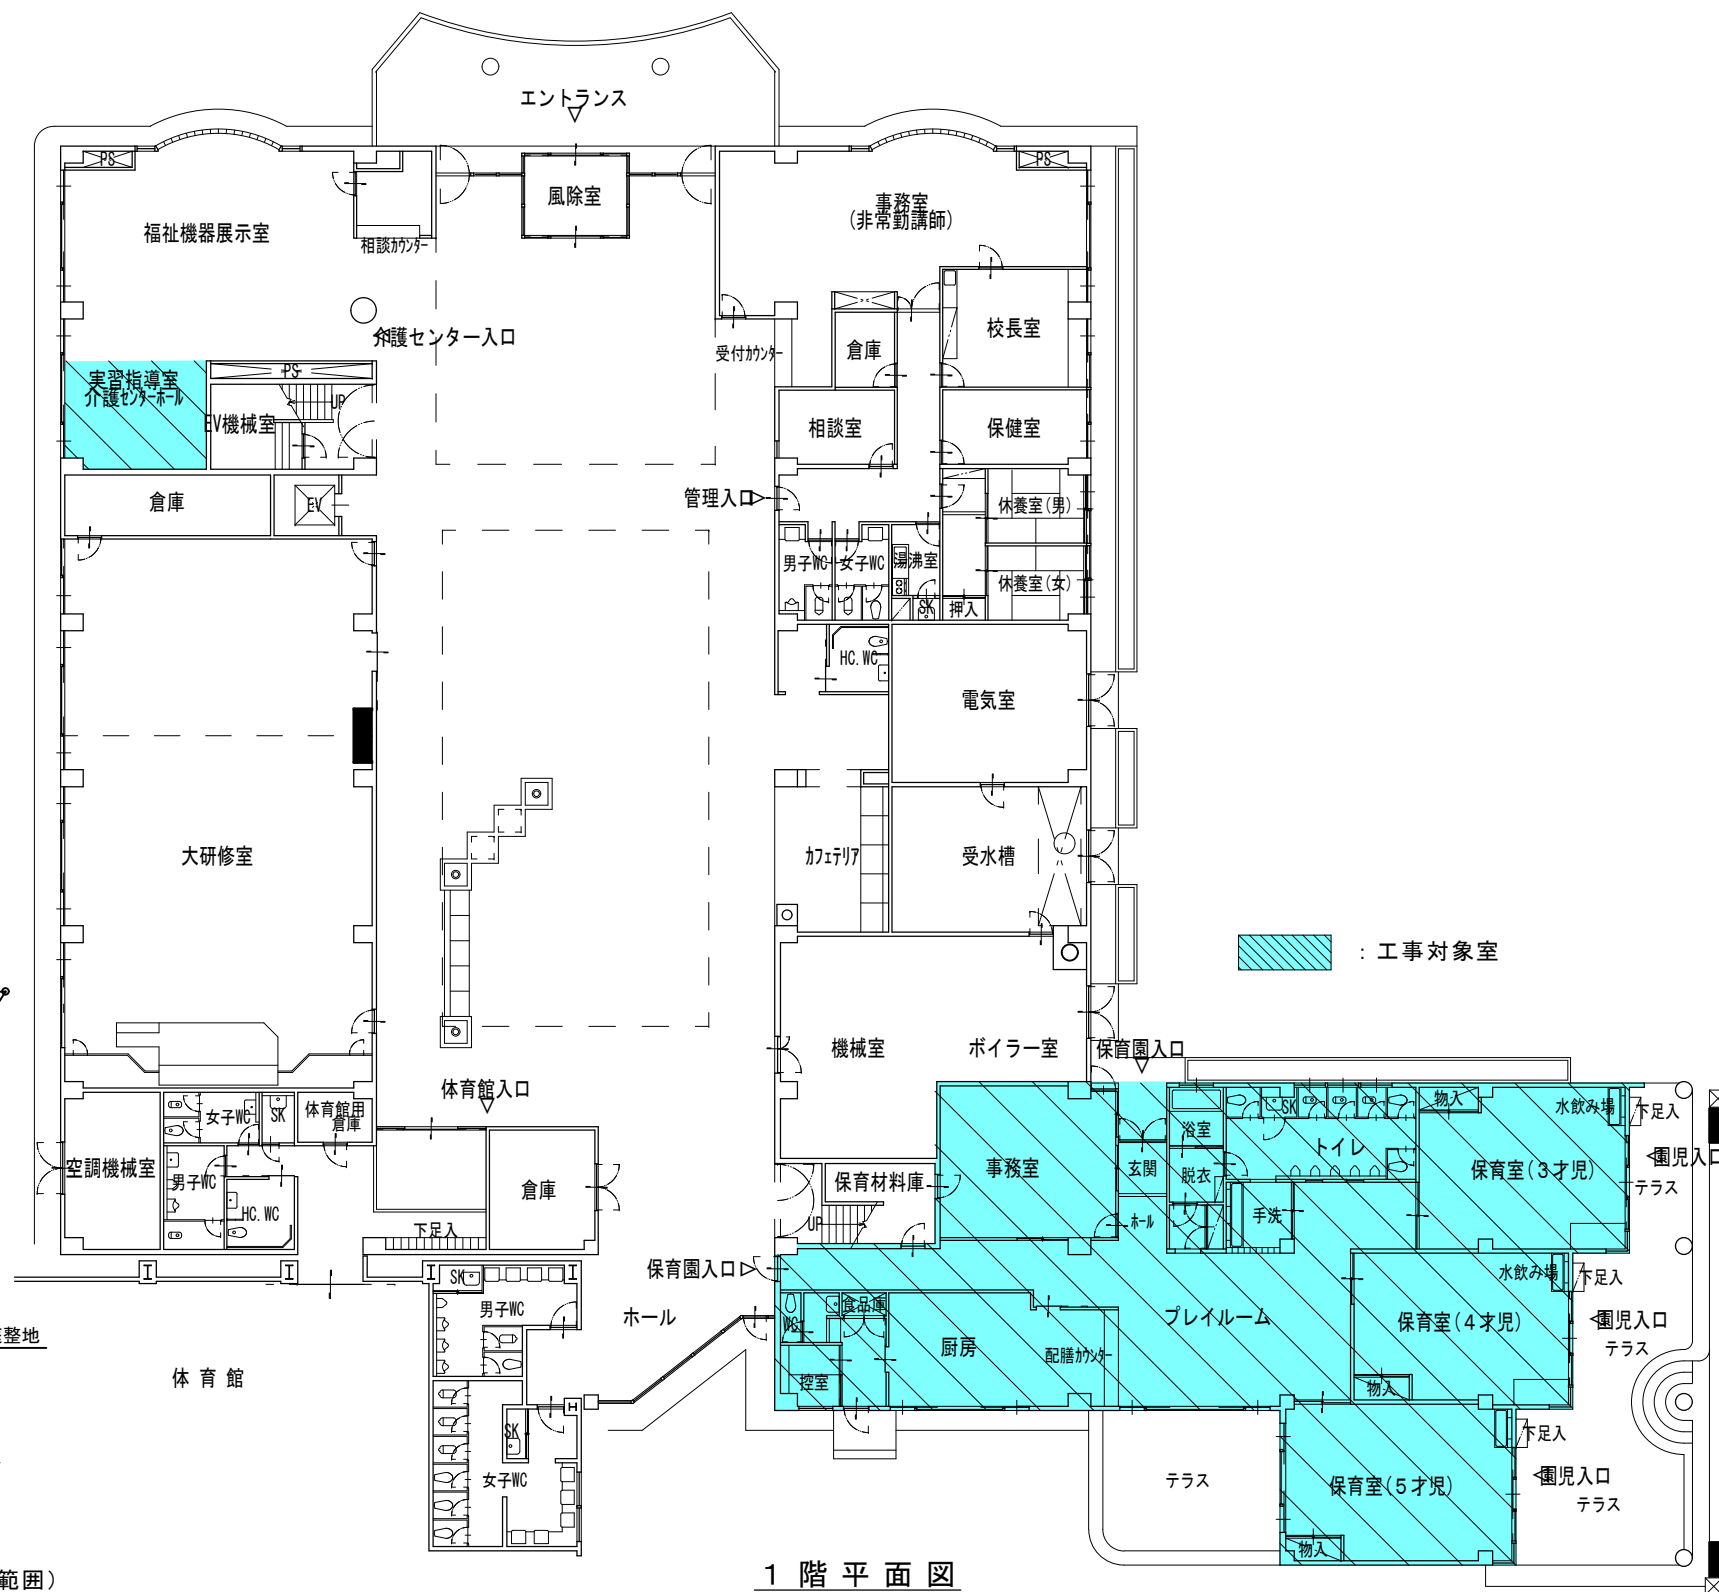 エントランス
PS
風除室
PS
事務室
(非常勤講師)
福祉機器展示室
相談ｶｳﾝﾀｰ
介護センター入口
受付ｶｳﾝﾀｰ
倉庫
校長室
実習指導室
介護ｾﾝﾀｰﾎｰﾙ
PS
UP
EV機械室
相談室
保健室
倉庫
EV
管理入口
休養室(男)
男子WC
女子WC
湯沸室
休養室(女)
SK
押入
HC.WC
電気室
大研修室
カフェテリア
受水槽
：工事対象室
機械室
ボイラー室
保育園入口
体育館入口
女子WC
SK
体育館用
倉庫
浴室
SK
物入
水飲み場
下足入
トイレ
園児入口
空調機械室
男子WC
倉庫
保育材料庫
事務室
玄関
脱衣
保育室(３才児)
テラス
HC.WC
下足入
UP
ﾎｰﾙ
手洗
保育園入口
SK
水飲み場
下足入
男子WC
ホール
WC
食品庫
プレイルーム
保育室(４才児)
園児入口
整地
厨房
配膳ｶｳﾝﾀｰ
テラス
体育館
控室
物入
SK
下足入
女子WC
テラス
保育室(５才児)
園児入口
テラス
物入
範囲)
１階平面図